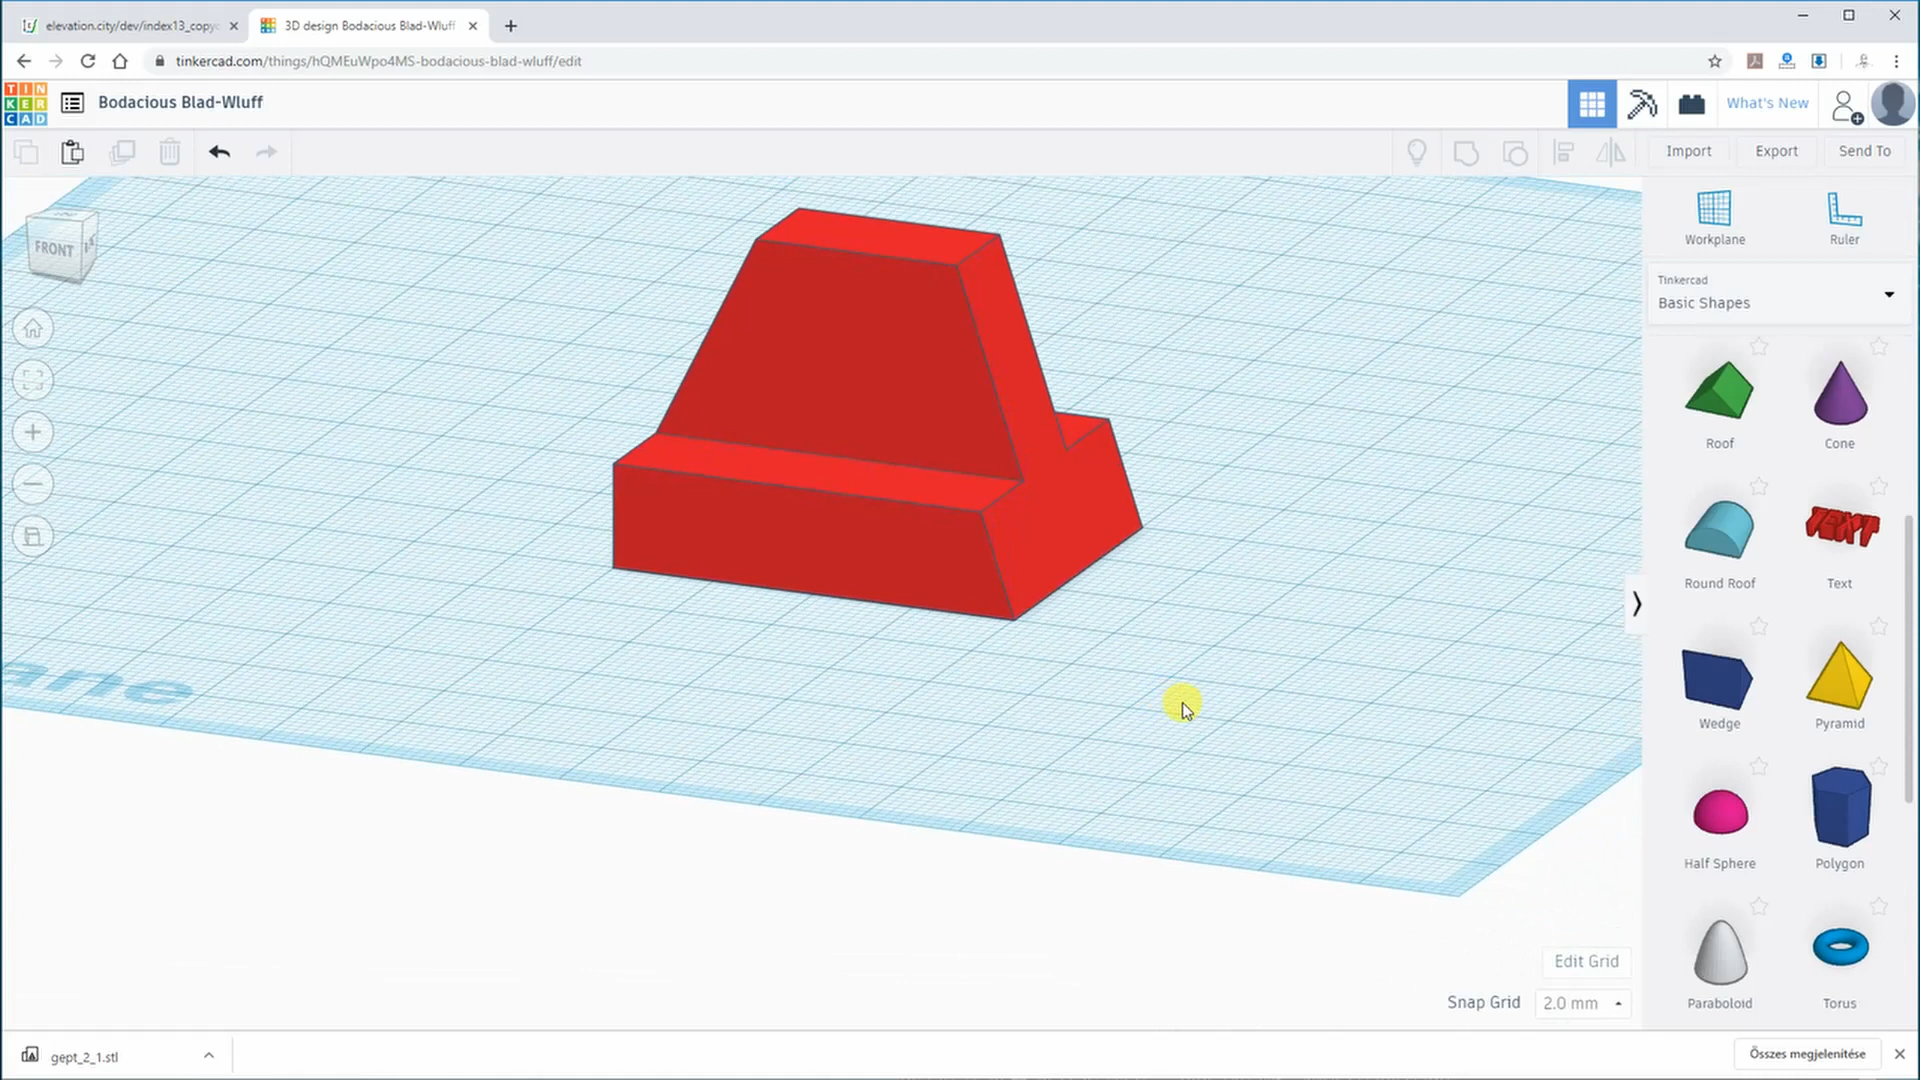 elevation.city/dev/index13_copyc
3D design Bodacious Blad-Wluff
tinkercad.com/things/hQMEuWpo4MS-bodacious-blad-wluff/edit
TIN
KER
CAD
Bodacious Blad-Wluff
What's New
Import
Export
Send To
FRONT
Workplane
Ruler
Tinkercad
Basic Shapes
Roof
Cone
TEXT
Round Roof
Text
Wedge
Pyramid
Half Sphere
Polygon
Paraboloid
Torus
ane
Edit Grid
Snap Grid
2.0 mm
gept_2_1.stl
Összes megjelenítése